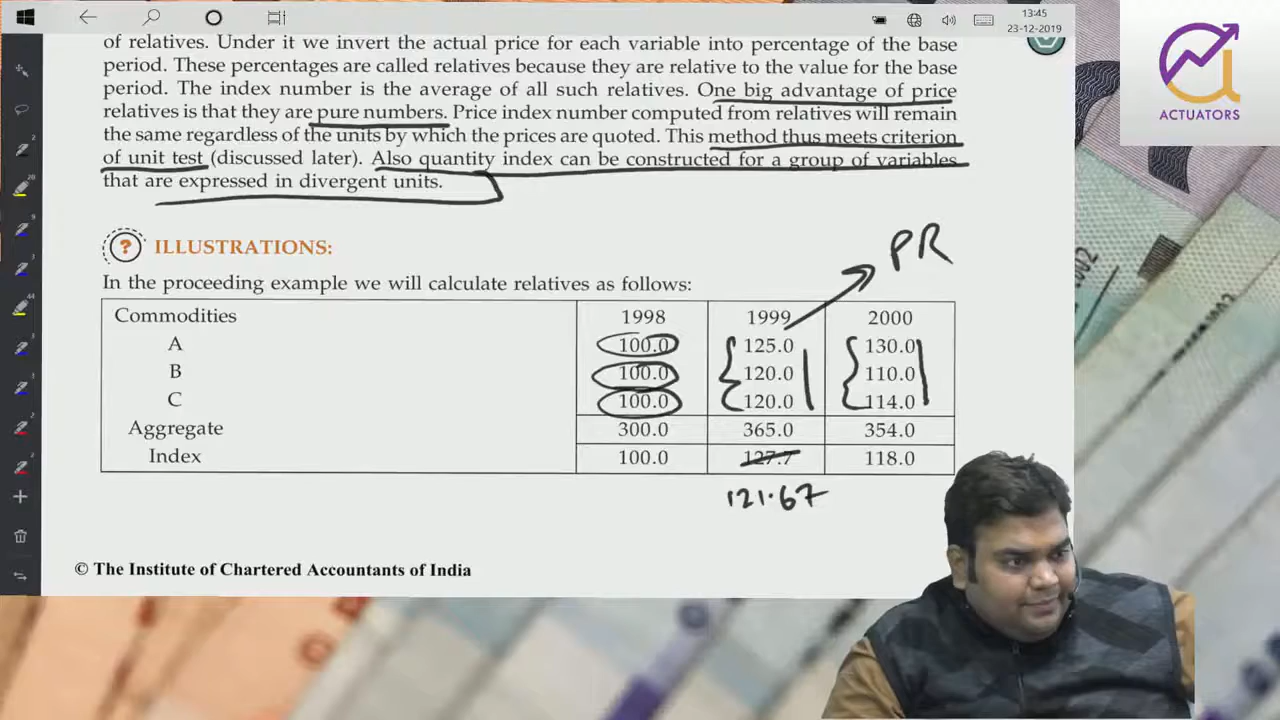 13:45
23-12-2019
ACTUATORS
of relatives. Under it we invert the actual price for each variable into percentage of the base
period. These percentages are called relatives because they are relative to the value for the base
period. The index number is the average of all such relatives. One big advantage of price
relatives is that they are pure numbers. Price index number computed from relatives will remain
the same regardless of the units by which the prices are quoted. This method thus meets criterion
of unit test (discussed later). Also quantity index can be constructed for a group of variables
that are expressed in divergent units.
PR
? ILLUSTRATIONS:
In the proceeding example we will calculate relatives as follows:
Commodities 1998 1999 2000
A 100.0 125.0 130.0
B 100.0 120.0 110.0
C 100.0 120.0 114.0
Aggregate 300.0 365.0 354.0
Index 100.0 127.7 118.0
121.67
© The Institute of Chartered Accountants of India